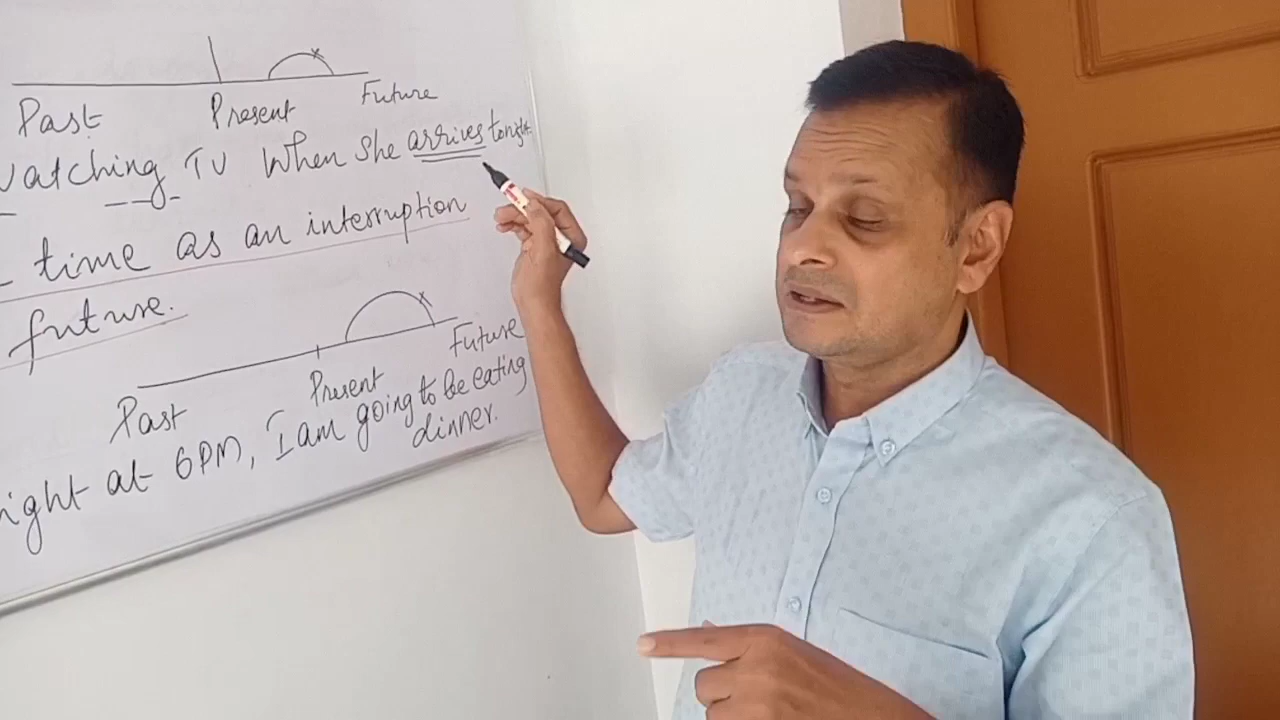 Past Present Future
watching TV When She arrives tonight.
time as an interruption
future.
Past Present Future
night at 6PM, I am going to be eating
dinner.